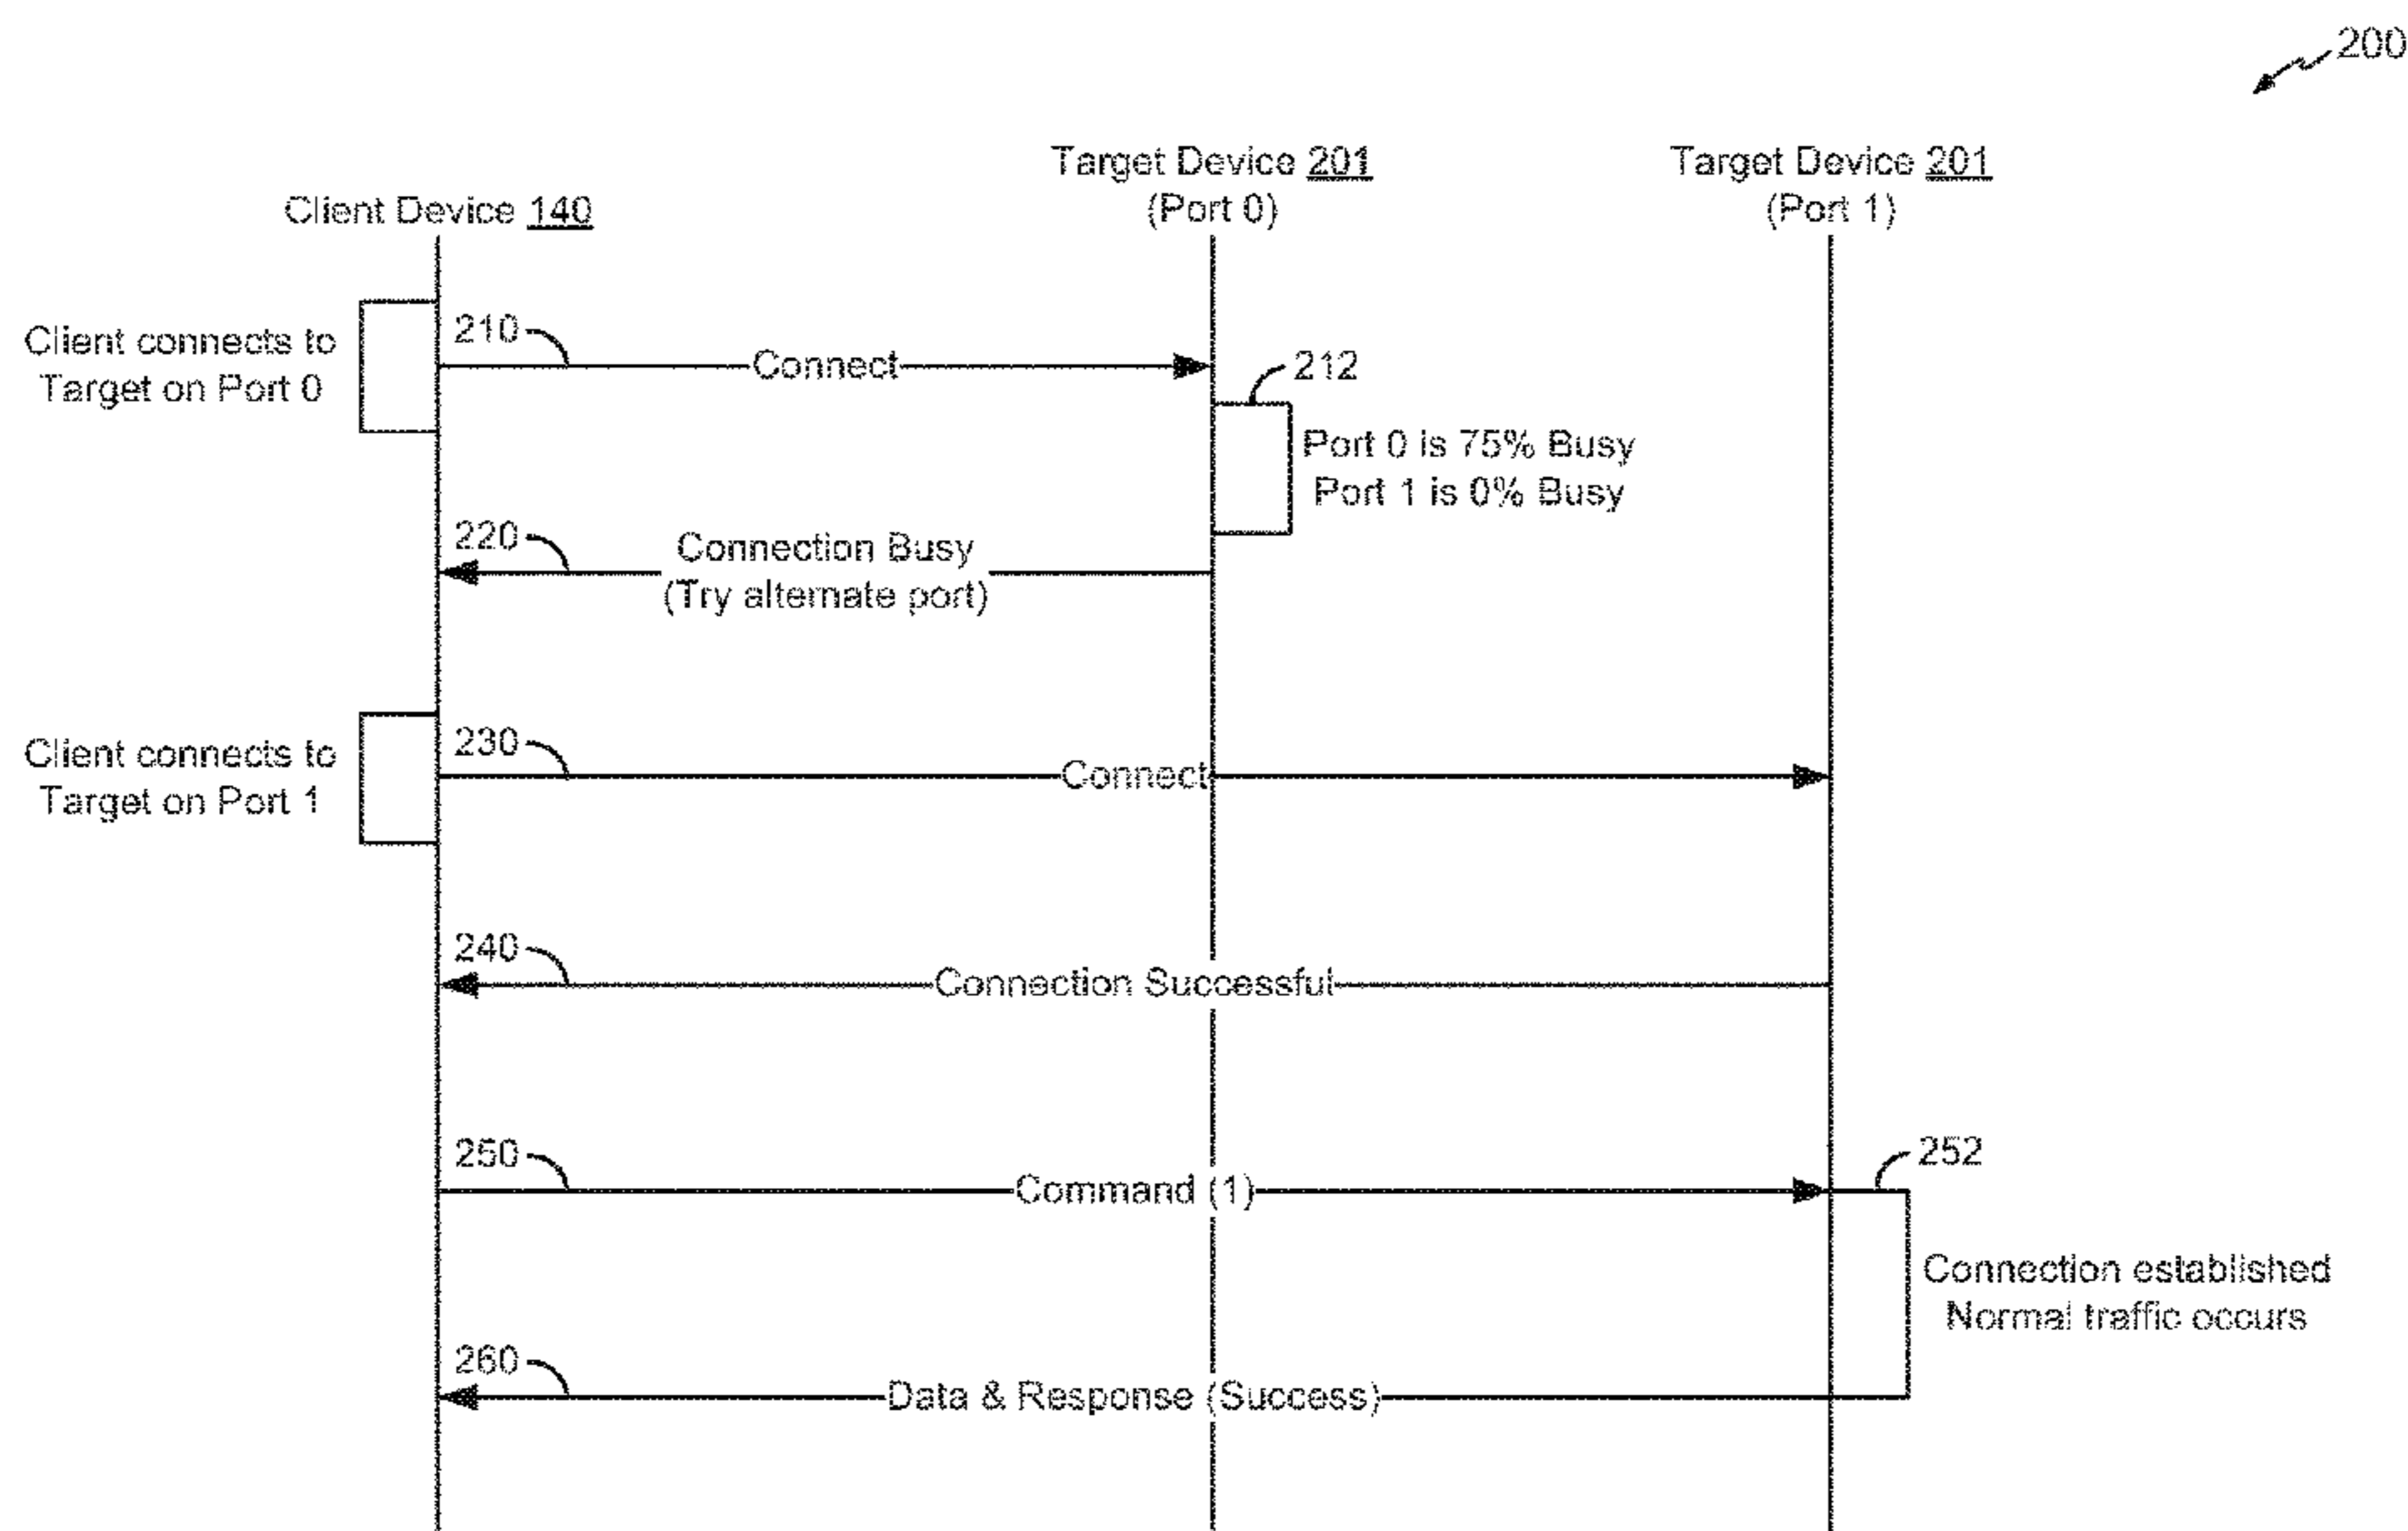 200
Target Device 201
(Port 0)
Target Device 201
(Port 1)
Client Device 140
Client connects to
Target on Port 0
210
Connect
212
Port 0 is 75% Busy
Port 1 is 0% Busy
220
Connection Busy
(Try alternate port)
Client connects to
Target on Port 1
230
Connect
240
Connection Successful
250
Command (1)
252
Connection established
Normal traffic occurs
260
Data & Response (Success)